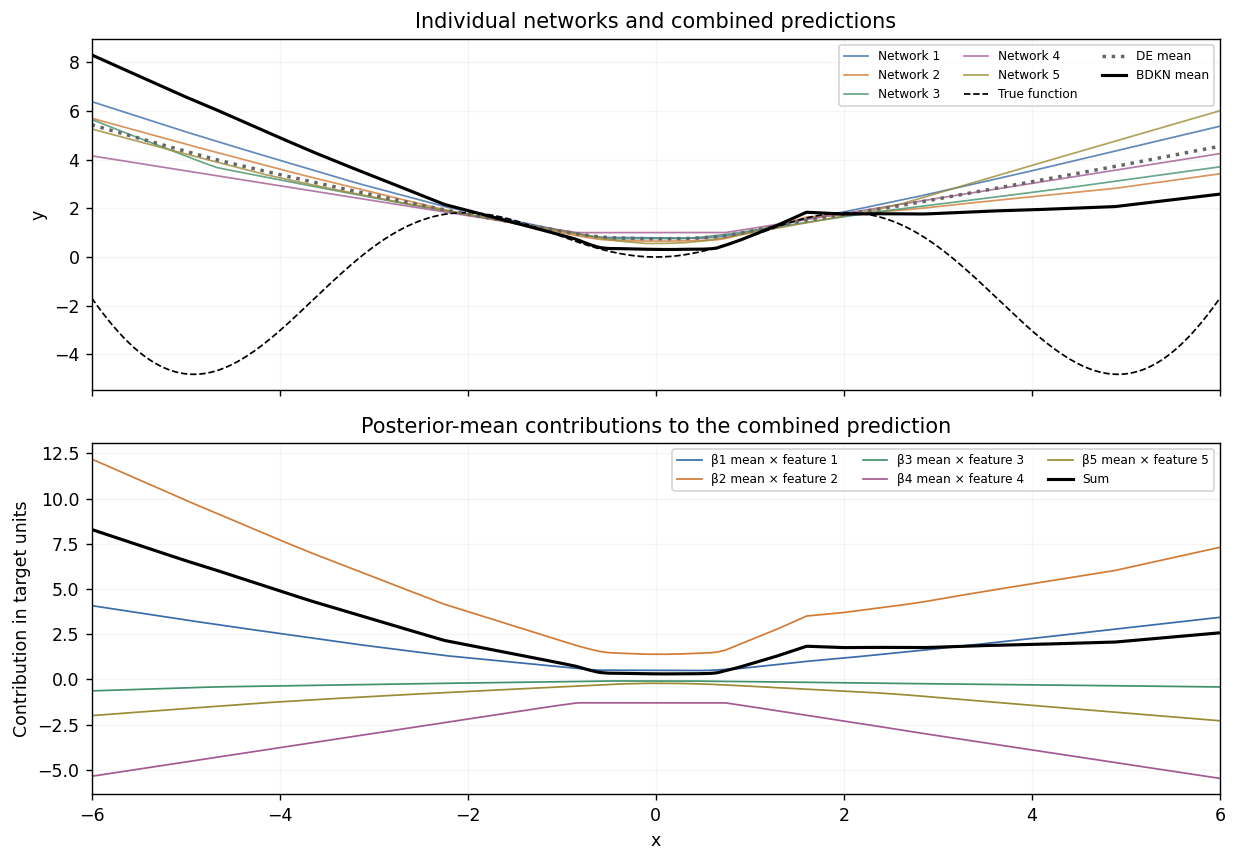 Individual networks and combined predictions
Network 1 Network 4 DE mean
Network 2 Network 5 BDKN mean
Network 3 True function
8
6
4
2
0
−2
−4
y
Posterior-mean contributions to the combined prediction
β1 mean × feature 1 β3 mean × feature 3 β5 mean × feature 5
β2 mean × feature 2 β4 mean × feature 4 Sum
12.5
10.0
7.5
5.0
2.5
0.0
−2.5
−5.0
Contribution in target units
−6 −4 −2 0 2 4 6
x